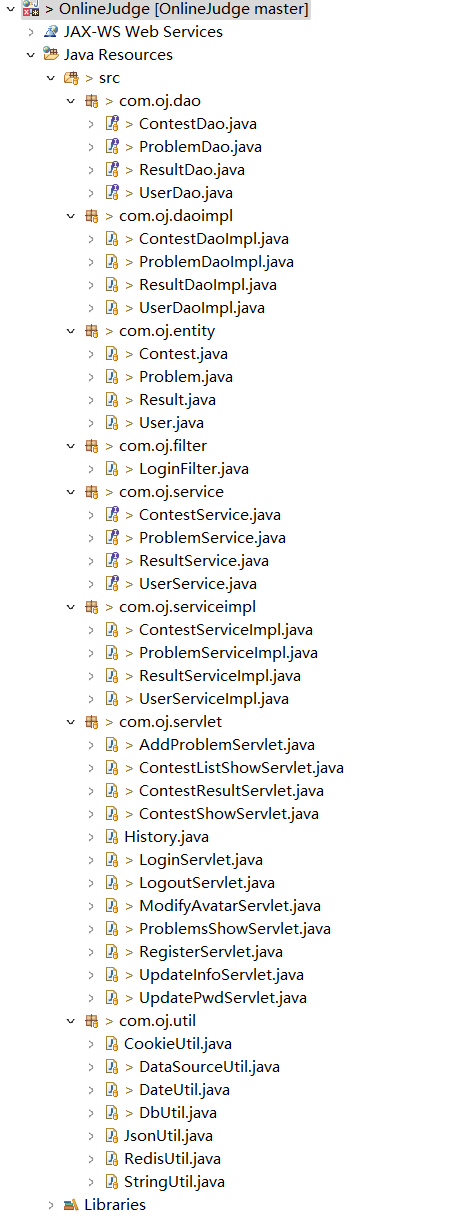 > OnlineJudge [OnlineJudge master]
JAX-WS Web Services
Java Resources
> src
> com.oj.dao
> ContestDao.java
> ProblemDao.java
> ResultDao.java
> UserDao.java
> com.oj.daoimpl
> ContestDaoImpl.java
> ProblemDaoImpl.java
> ResultDaoImpl.java
> UserDaoImpl.java
> com.oj.entity
> Contest.java
> Problem.java
> Result.java
> User.java
> com.oj.filter
> LoginFilter.java
> com.oj.service
> ContestService.java
> ProblemService.java
> ResultService.java
> UserService.java
> com.oj.serviceimpl
> ContestServiceImpl.java
> ProblemServiceImpl.java
> ResultServiceImpl.java
> UserServiceImpl.java
> com.oj.servlet
> AddProblemServlet.java
> ContestListShowServlet.java
> ContestResultServlet.java
> ContestShowServlet.java
History.java
> LoginServlet.java
> LogoutServlet.java
> ModifyAvatarServlet.java
> ProblemsShowServlet.java
> RegisterServlet.java
> UpdateInfoServlet.java
> UpdatePwdServlet.java
> com.oj.util
CookieUtil.java
> DataSourceUtil.java
> DateUtil.java
> DbUtil.java
JsonUtil.java
RedisUtil.java
StringUtil.java
Libraries